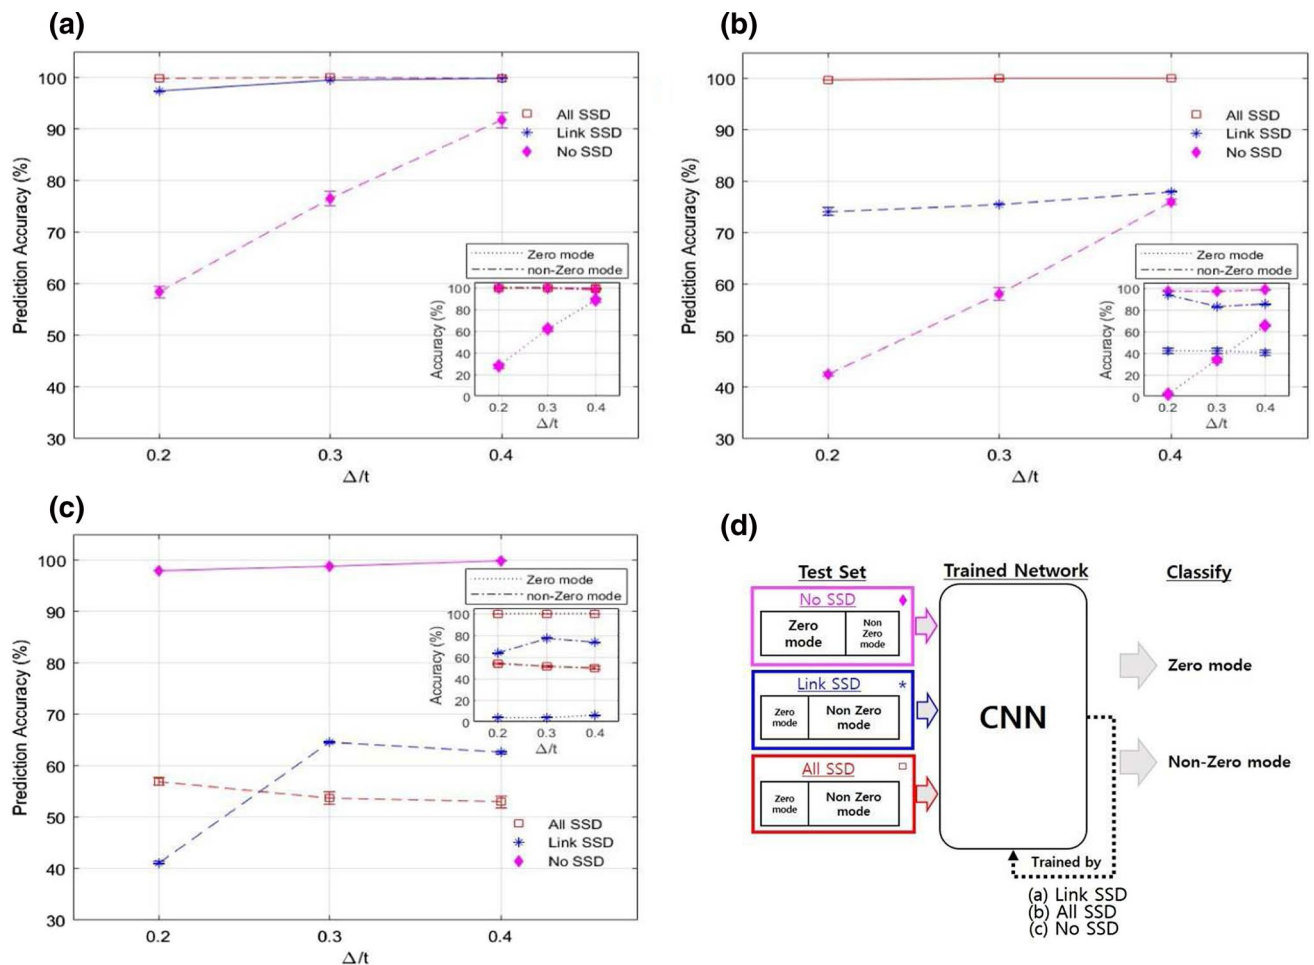 (a)
100
90
80
70
60
50
40
30
Prediction Accuracy (%)
0.2
0.3
0.4
Δ/t
All SSD
Link SSD
No SSD
Zero mode
non-Zero mode
100
80
60
40
20
0
Accuracy (%)
0.2
0.3
0.4
Δ/t
(b)
100
90
80
70
60
50
40
30
Prediction Accuracy (%)
0.2
0.3
0.4
Δ/t
All SSD
Link SSD
No SSD
Zero mode
non-Zero mode
100
80
60
40
20
0
Accuracy (%)
0.2
0.3
0.4
Δ/t
(c)
100
90
80
70
60
50
40
30
Prediction Accuracy (%)
0.2
0.3
0.4
Δ/t
Zero mode
non-Zero mode
100
80
60
40
20
0
Accuracy (%)
0.2
0.3
0.4
Δ/t
All SSD
Link SSD
No SSD
(d)
Test Set
Trained Network
Classify
No SSD
Zero
mode
Non
Zero
mode
Link SSD
Zero
mode
Non Zero
mode
All SSD
Zero
mode
Non Zero
mode
CNN
Zero mode
Non-Zero mode
Trained by
(a) Link SSD
(b) All SSD
(c) No SSD